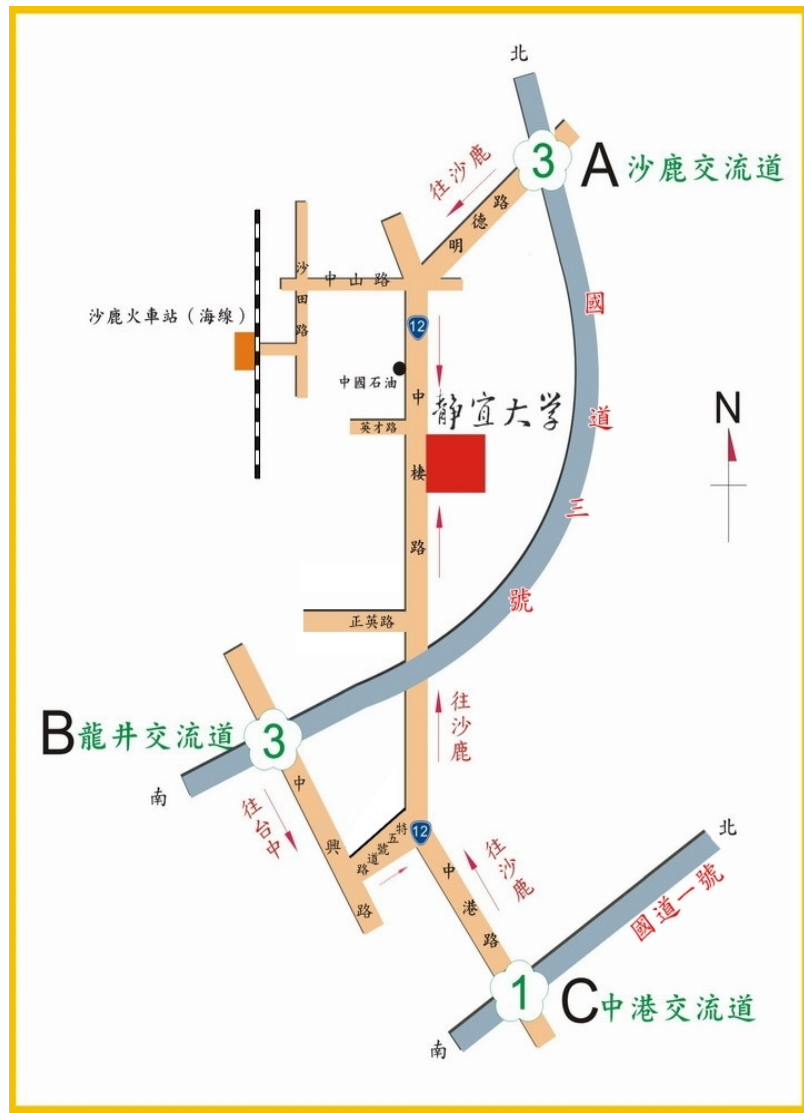 北
3
A 沙鹿交流道
往沙鹿
明德路
沙田路
中山路
國道三號
沙鹿火車站（海線）
12
中國石油
中棲路
静宜大学
英才路
N
正英路
B 龍井交流道
3
往沙鹿
南
中興路
往台中
特五號道路
12
往沙鹿
中港路
北
國道一號
1
C 中港交流道
南